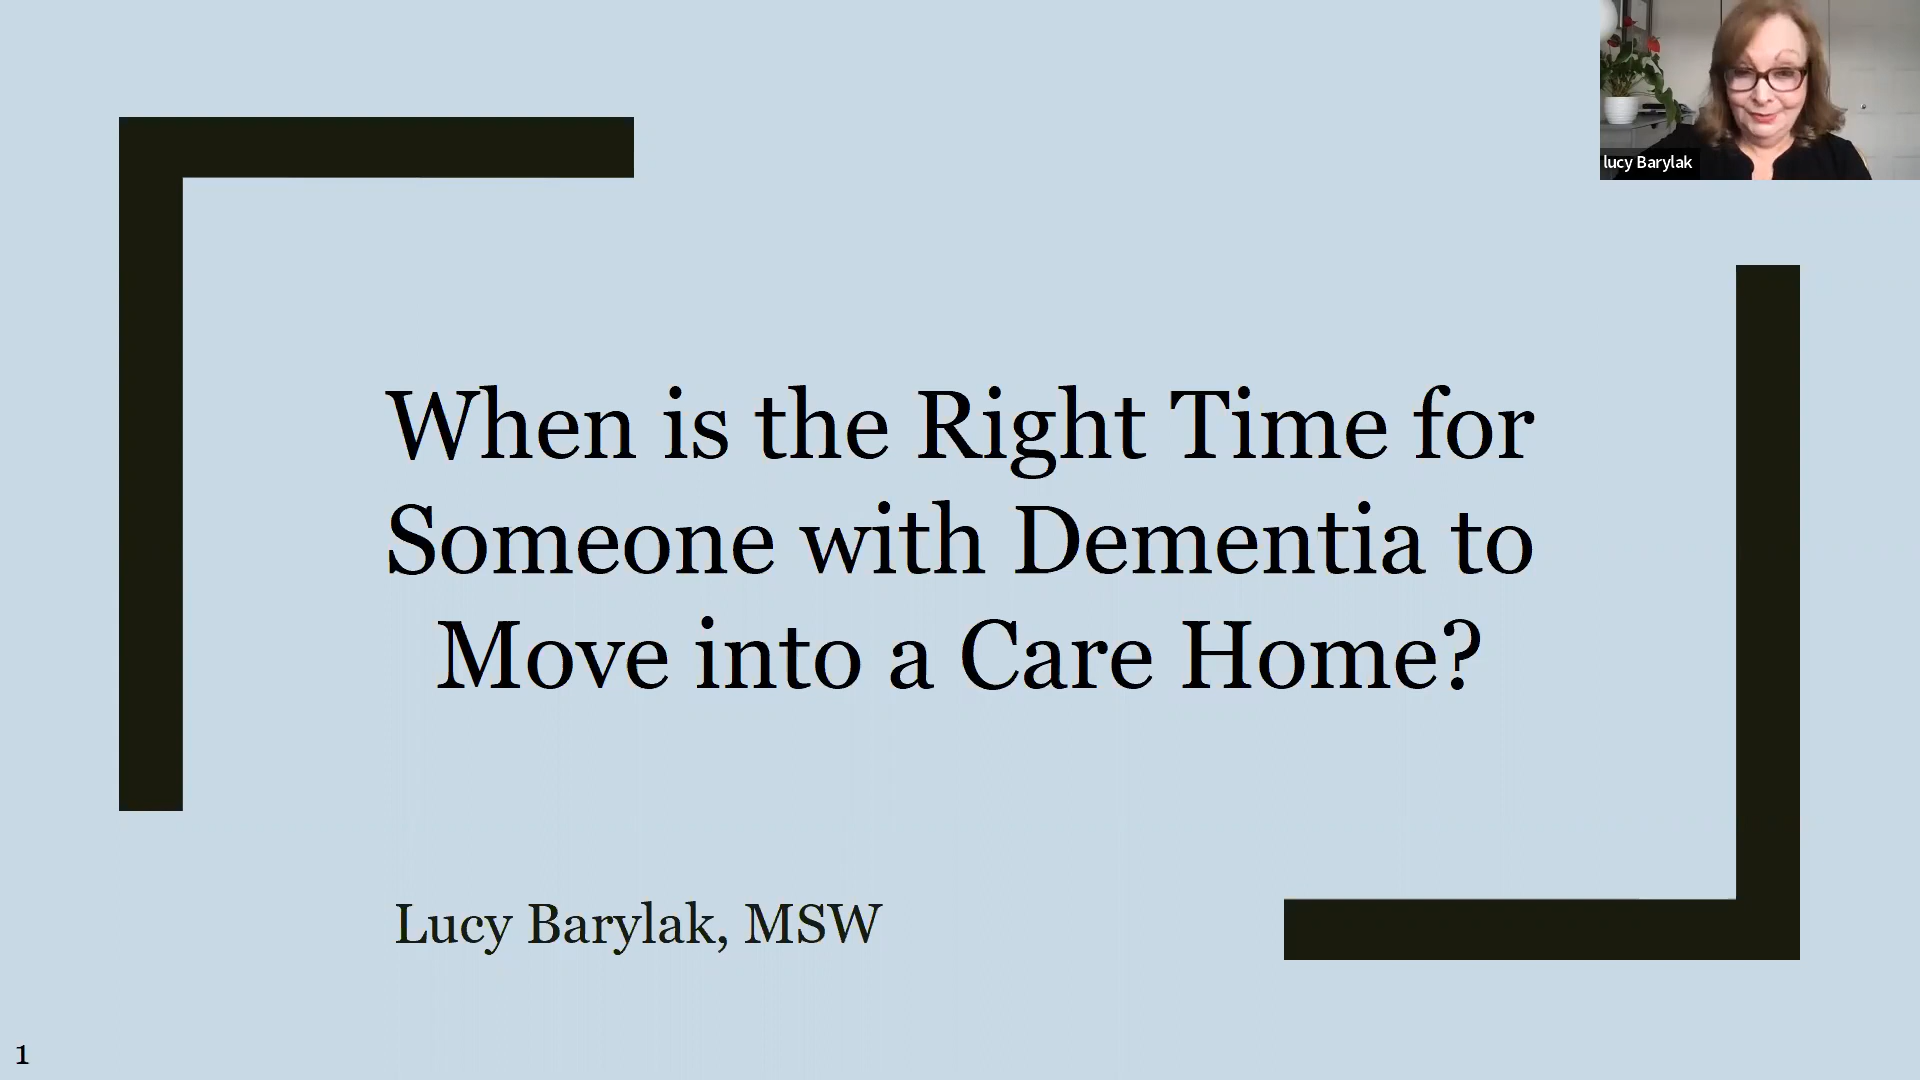 lucy Barylak
When is the Right Time for
Someone with Dementia to
Move into a Care Home?
Lucy Barylak, MSW
1